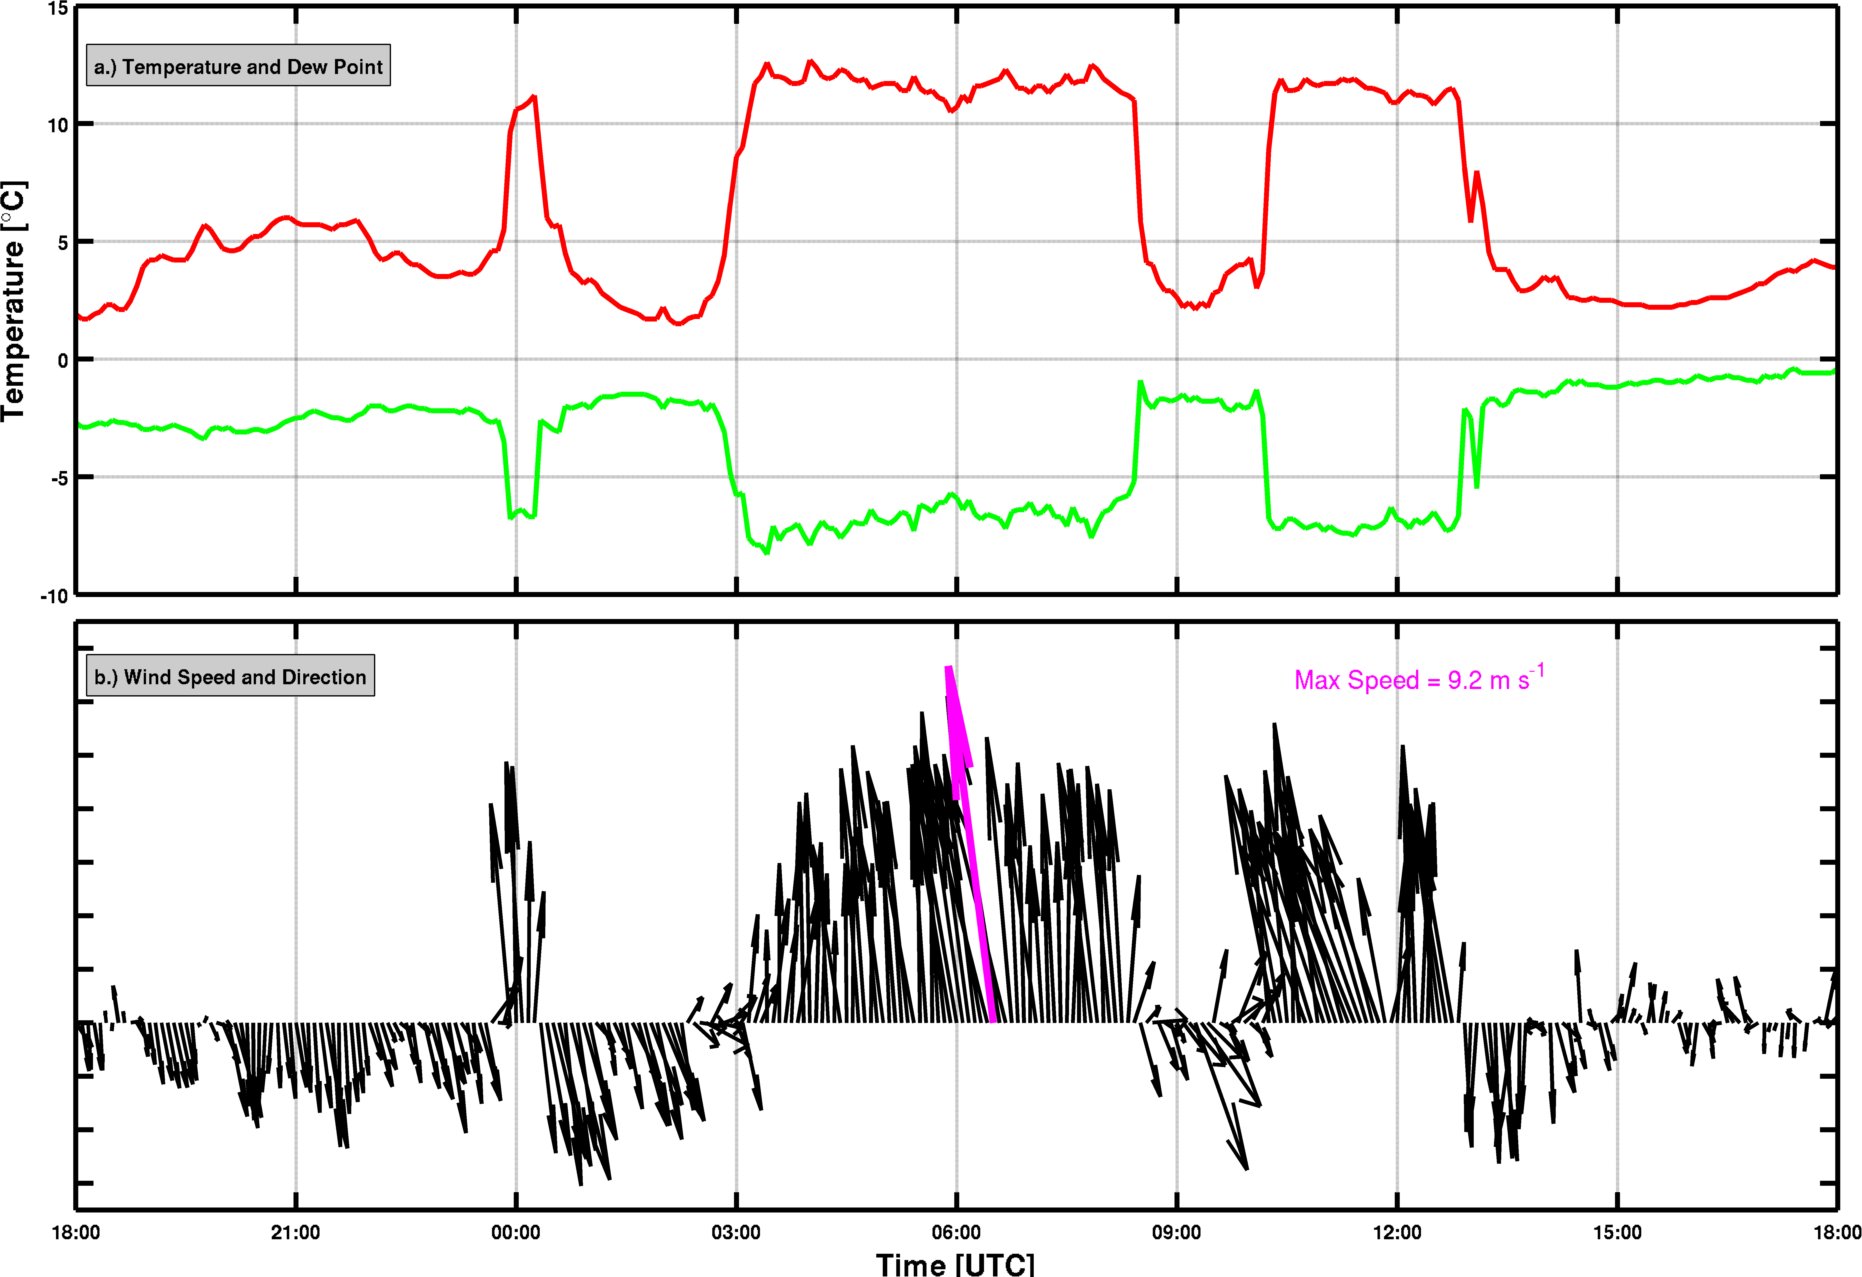 15
a.) Temperature and Dew Point
10
5
0
-5
-10
Temperature [°C]
b.) Wind Speed and Direction
Max Speed = 9.2 m s-1
18:00 21:00 00:00 03:00 06:00 09:00 12:00 15:00 18:00
Time [UTC]